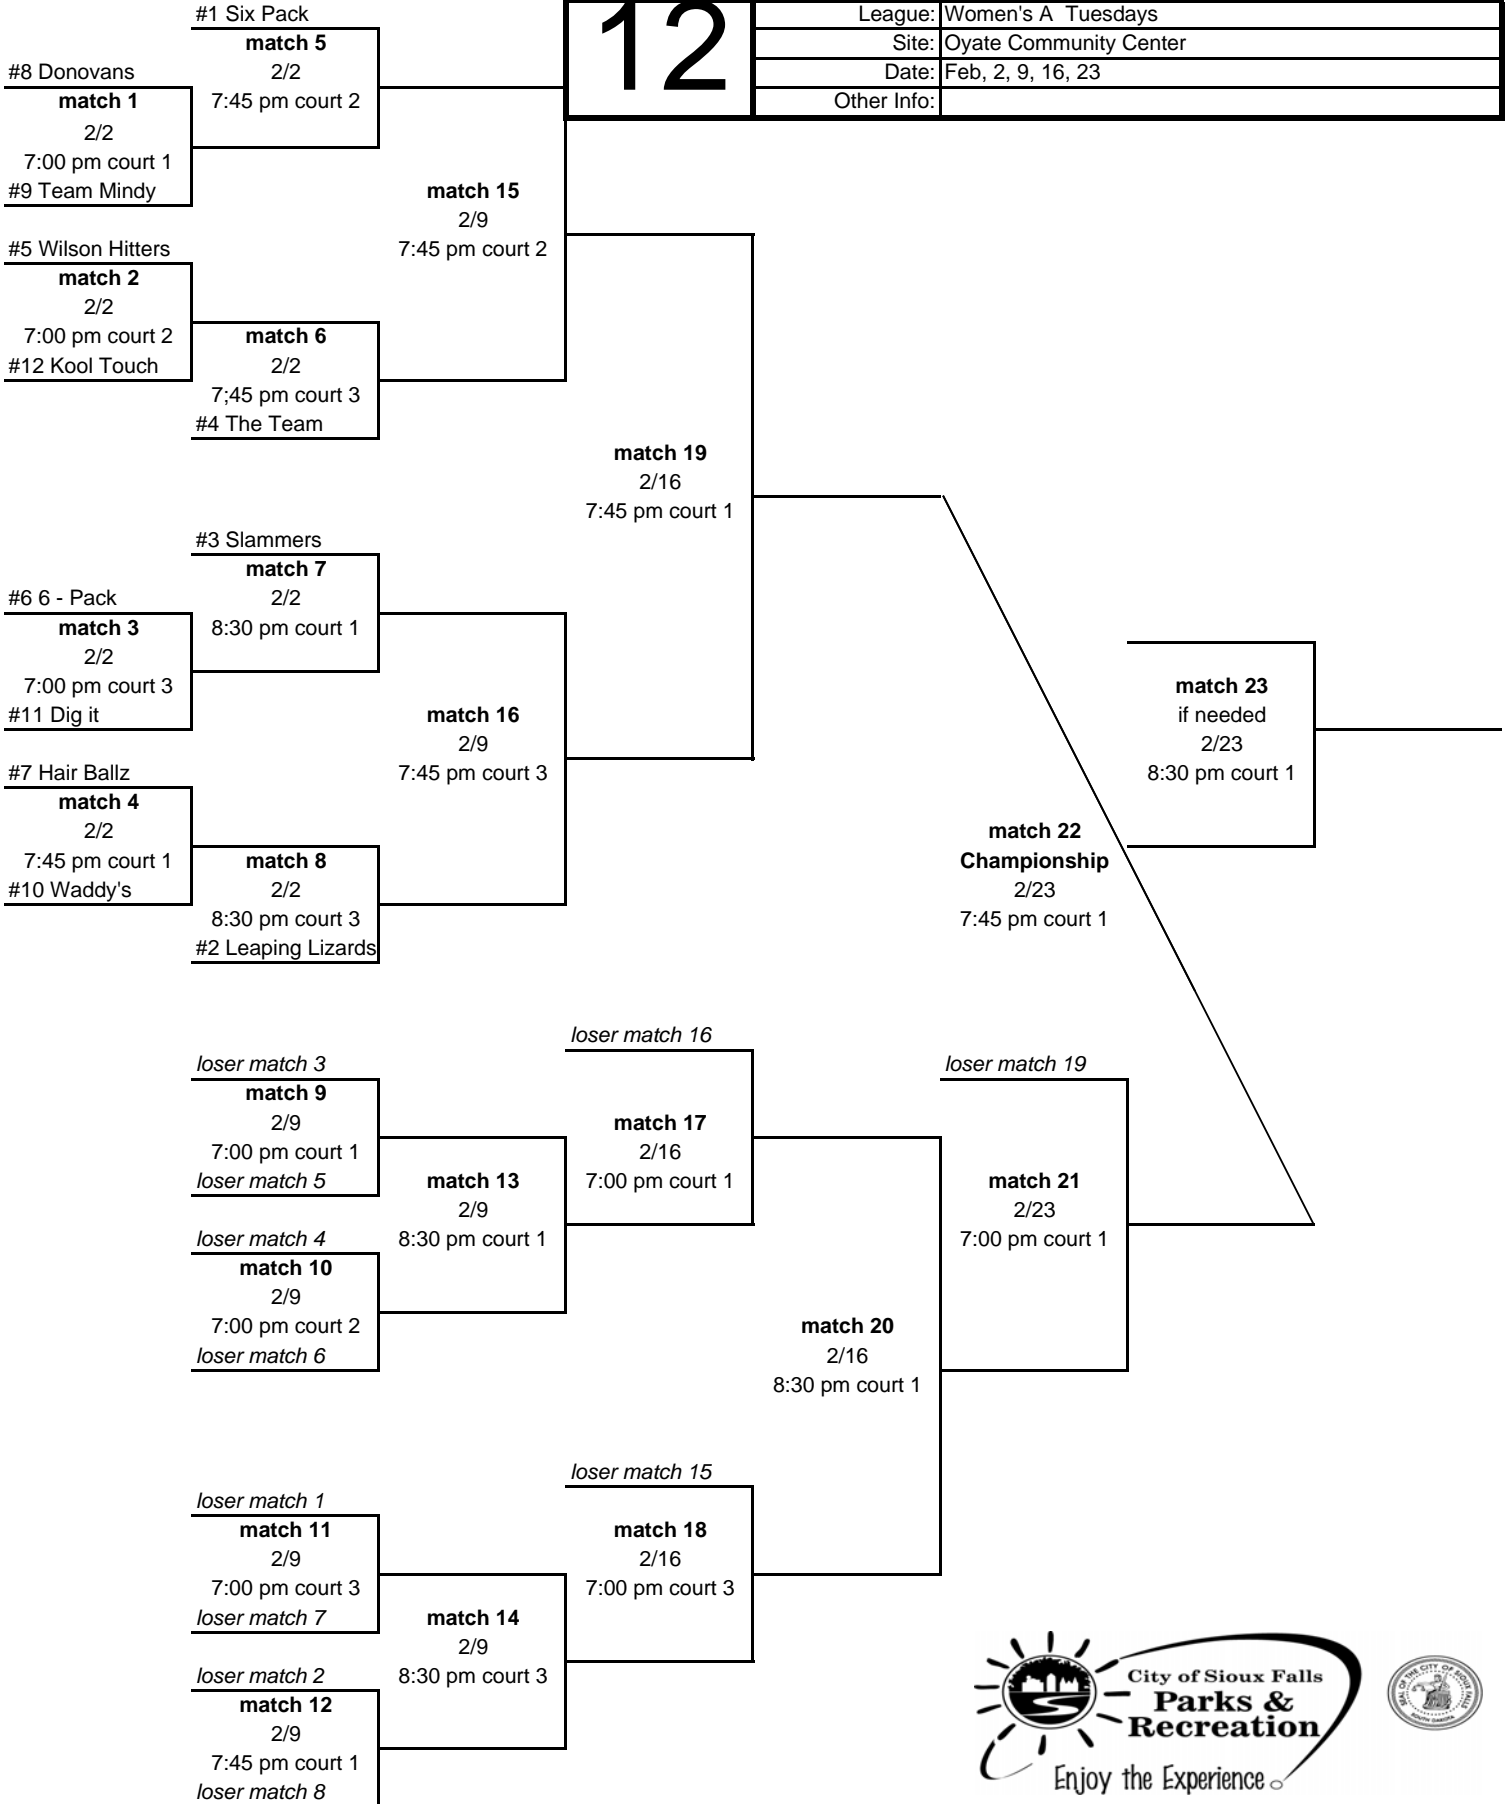 12
League: Women's A  Tuesdays
Site: Oyate Community Center
Date: Feb, 2, 9, 16, 23
Other Info:
#1 Six Pack
match 5
2/2
7:45 pm court 2
#8 Donovans
match 1
2/2
7:00 pm court 1
#9 Team Mindy
match 15
2/9
7:45 pm court 2
#5 Wilson Hitters
match 2
2/2
7:00 pm court 2
#12 Kool Touch
match 6
2/2
7;45 pm court 3
#4 The Team
match 19
2/16
7:45 pm court 1
#3 Slammers
match 7
2/2
8:30 pm court 1
#6 6 - Pack
match 3
2/2
7:00 pm court 3
#11 Dig it
match 16
2/9
7:45 pm court 3
#7 Hair Ballz
match 4
2/2
7:45 pm court 1
#10 Waddy's
match 8
2/2
8:30 pm court 3
#2 Leaping Lizards
match 23
if needed
2/23
8:30 pm court 1
match 22
Championship
2/23
7:45 pm court 1
loser match 3
match 9
2/9
7:00 pm court 1
loser match 5
loser match 4
match 10
2/9
7:00 pm court 2
loser match 6
match 13
2/9
8:30 pm court 1
loser match 16
match 17
2/16
7:00 pm court 1
loser match 19
match 21
2/23
7:00 pm court 1
match 20
2/16
8:30 pm court 1
loser match 1
match 11
2/9
7:00 pm court 3
loser match 7
loser match 2
match 12
2/9
7:45 pm court 1
loser match 8
match 14
2/9
8:30 pm court 3
loser match 15
match 18
2/16
7:00 pm court 3
City of Sioux Falls
Parks &
Recreation
Enjoy the Experience
SEAL OF THE CITY OF SIOUX FALLS
SOUTH DAKOTA